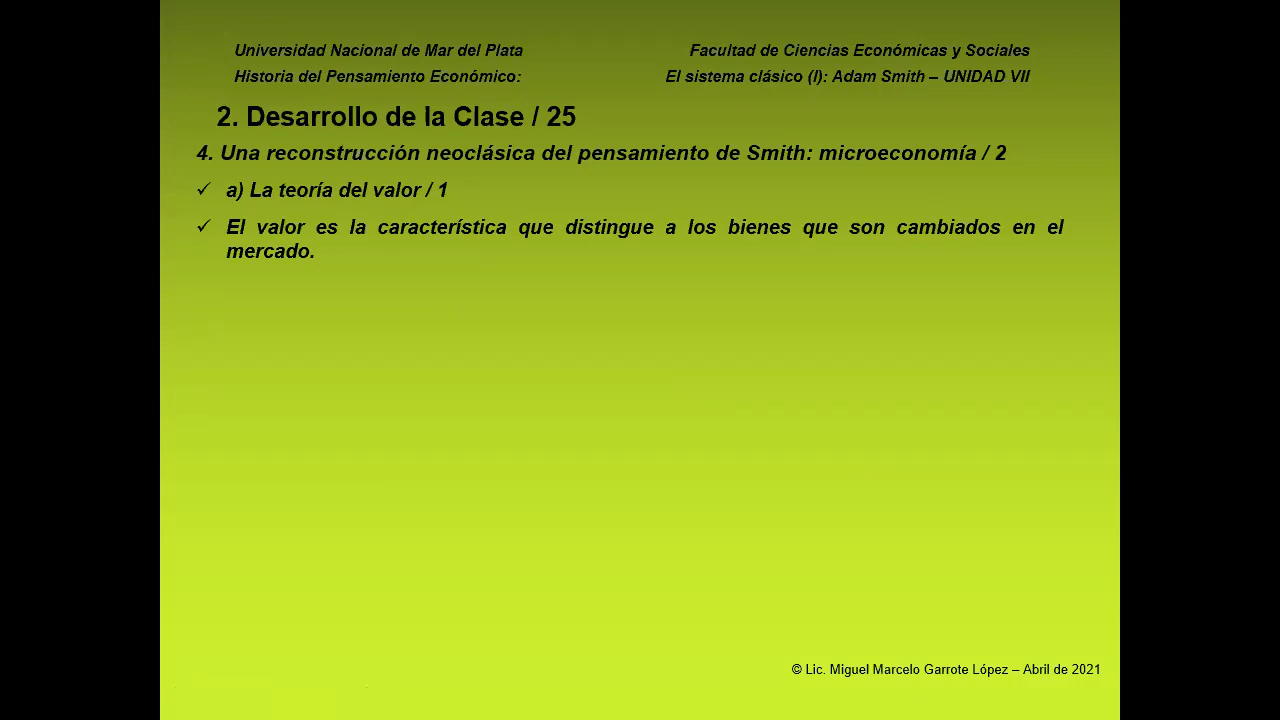 Universidad Nacional de Mar del Plata Facultad de Ciencias Económicas y Sociales
Historia del Pensamiento Económico: El sistema clásico (I): Adam Smith – UNIDAD VII
2. Desarrollo de la Clase / 25
4. Una reconstrucción neoclásica del pensamiento de Smith: microeconomía / 2
✓ a) La teoría del valor / 1
✓ El valor es la característica que distingue a los bienes que son cambiados en el
mercado.
© Lic. Miguel Marcelo Garrote López – Abril de 2021